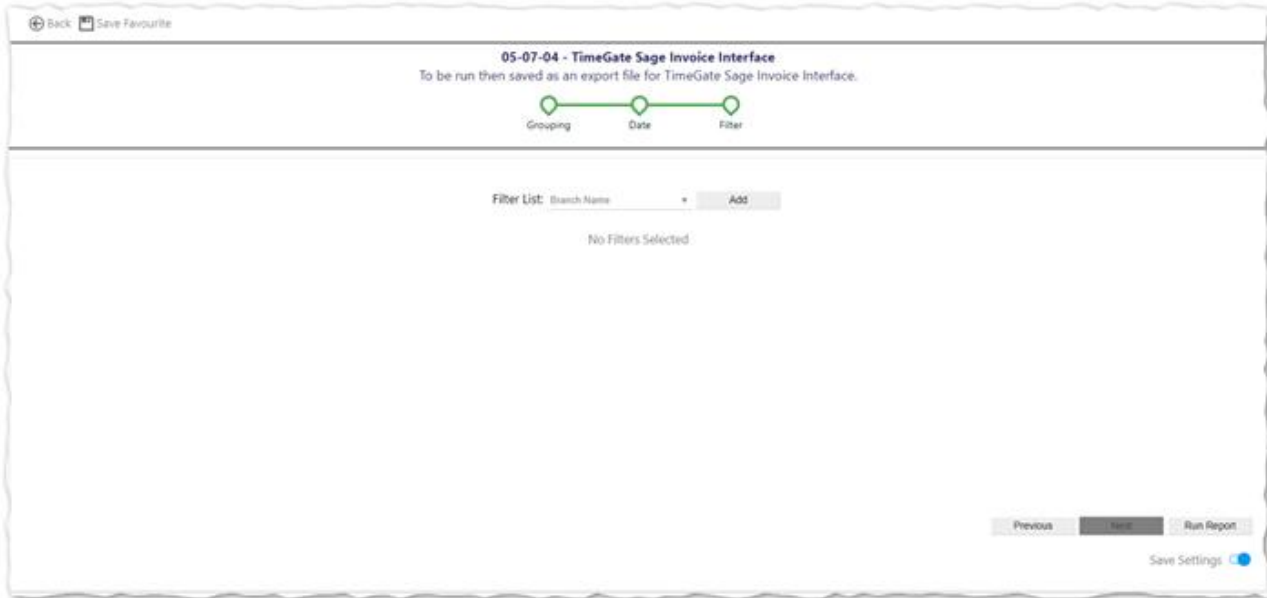 Back Save Favourite
05-07-04 - TimeGate Sage Invoice Interface
To be run then saved as an export file for TimeGate Sage Invoice Interface.
Grouping Date Filter
Filter List: Branch Name Add
No Filters Selected
Previous Next Run Report
Save Settings